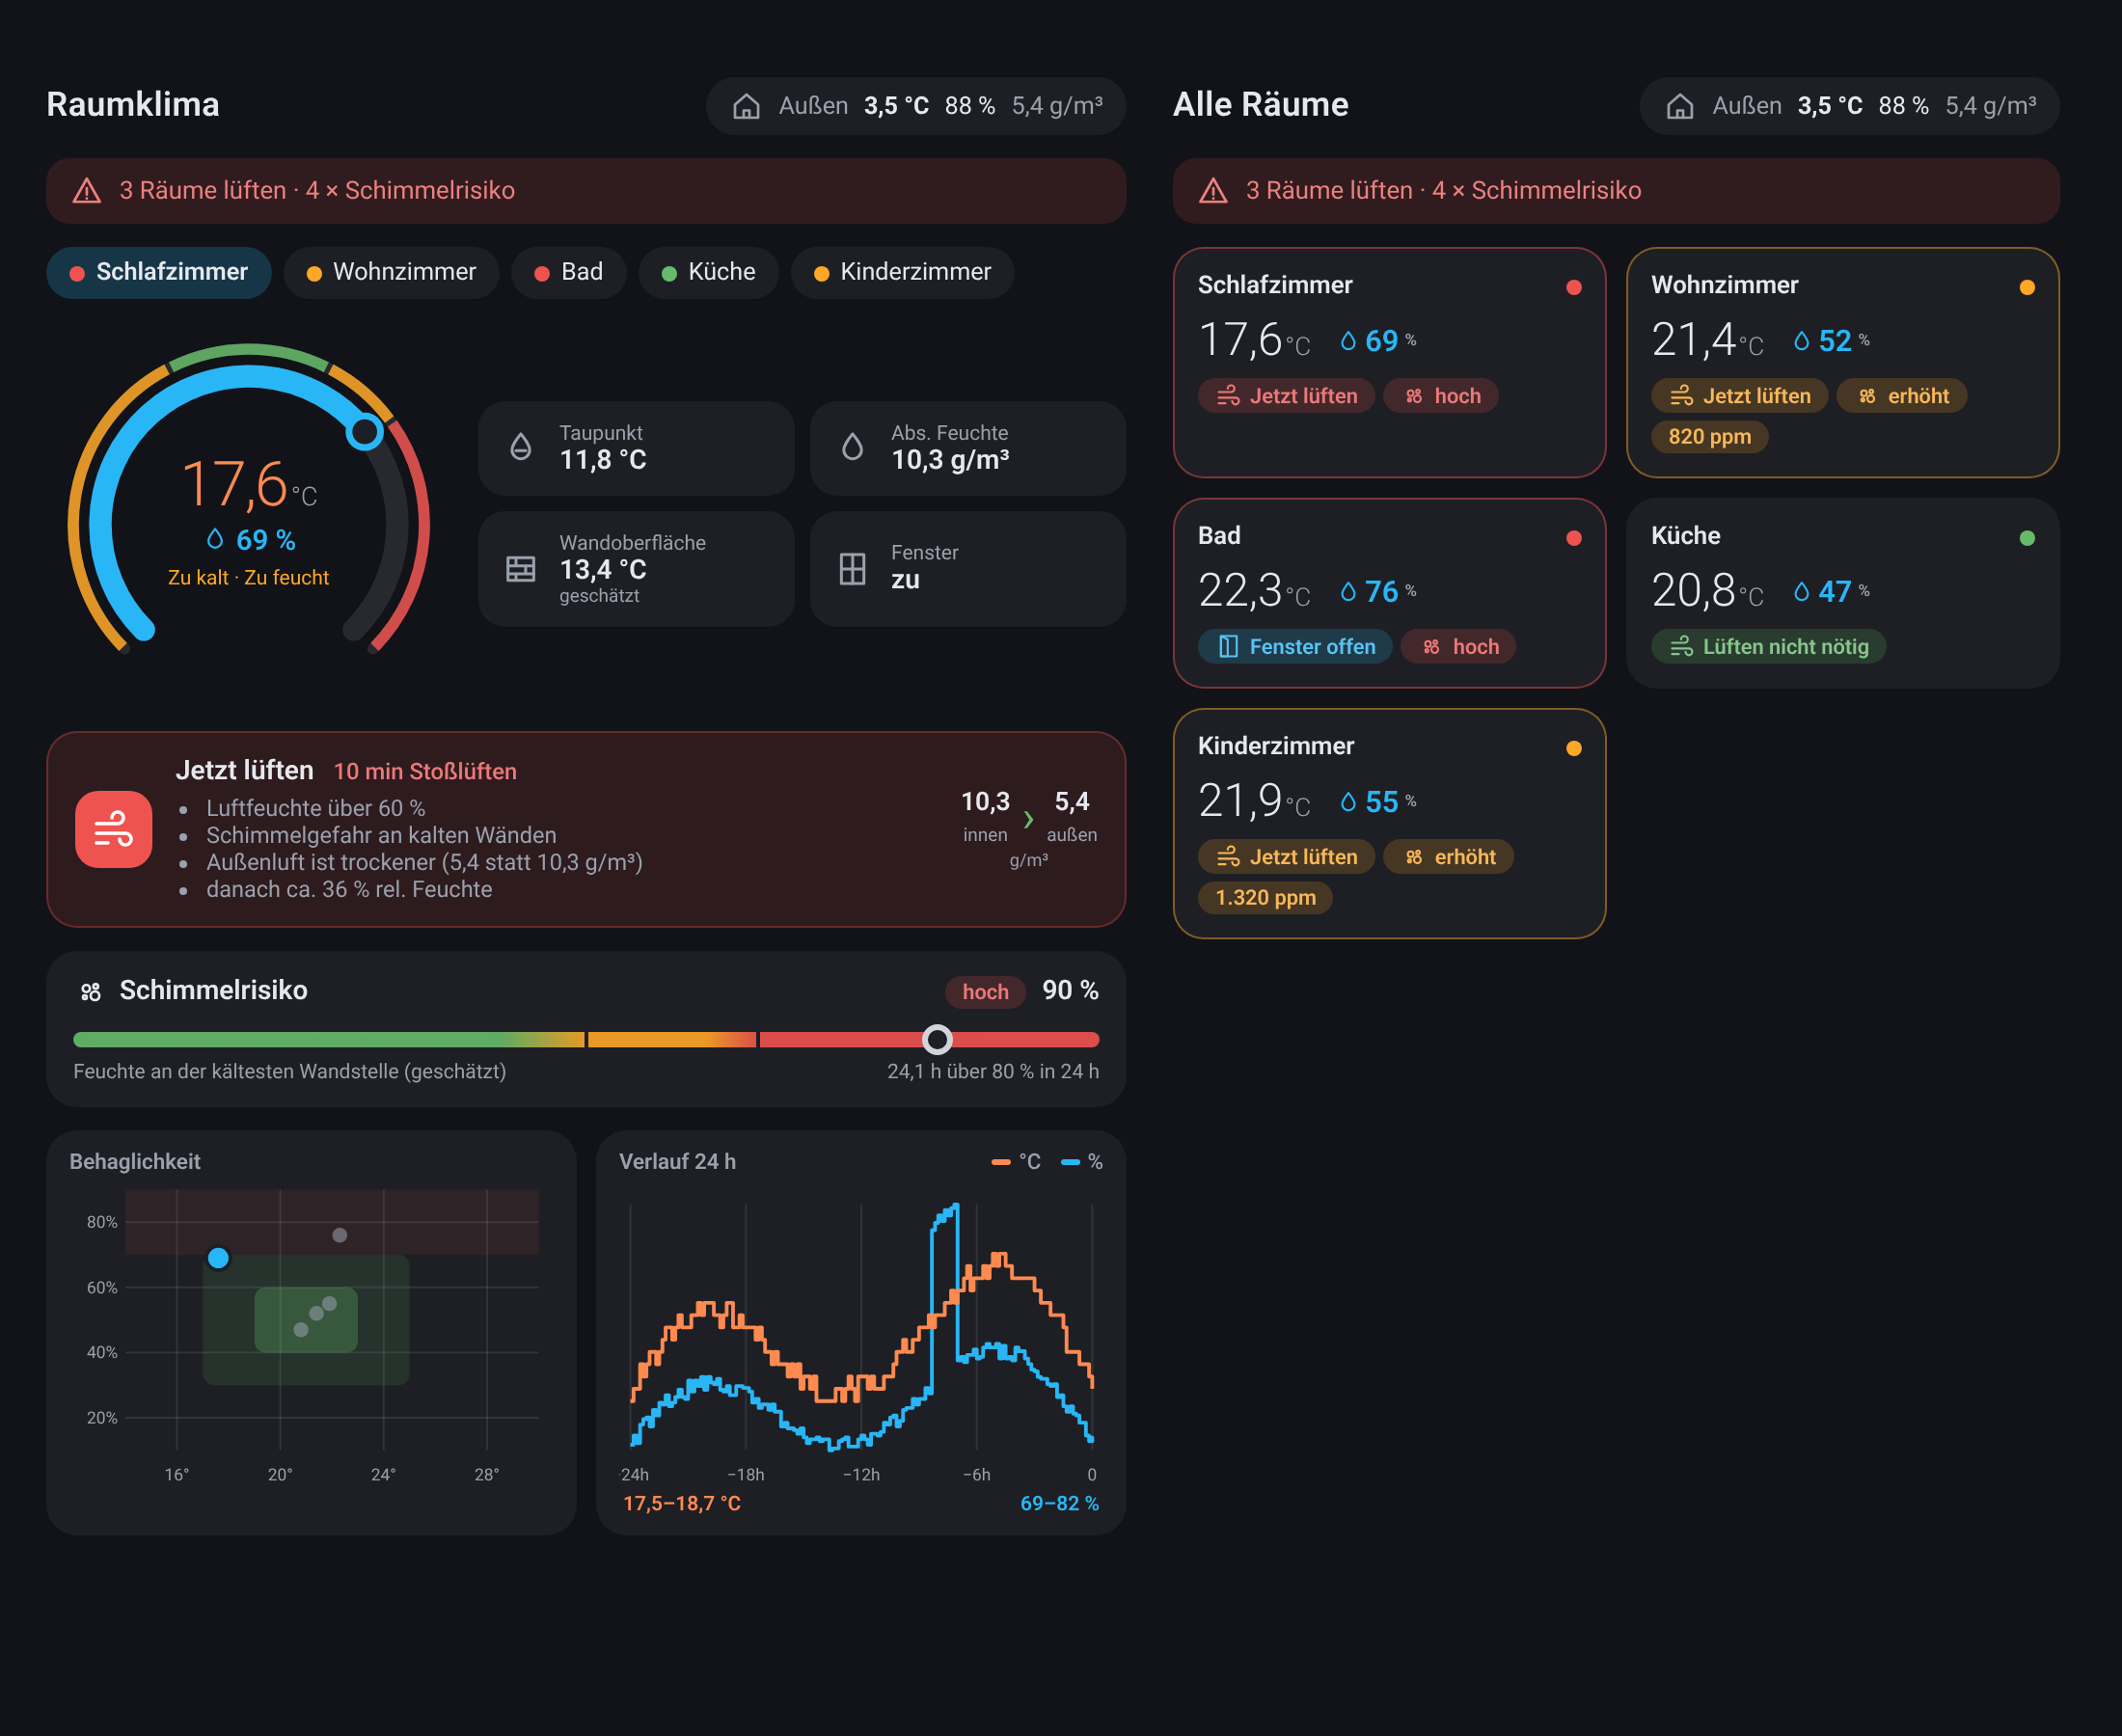 Raumklima
Außen 3,5 °C 88 % 5,4 g/m³
3 Räume lüften · 4 × Schimmelrisiko
Schlafzimmer
Wohnzimmer
Bad
Küche
Kinderzimmer
17,6 °C
69 %
Zu kalt · Zu feucht
Taupunkt
11,8 °C
Abs. Feuchte
10,3 g/m³
Wandoberfläche
13,4 °C
geschätzt
Fenster
zu
Jetzt lüften 10 min Stoßlüften
• Luftfeuchte über 60 %
• Schimmelgefahr an kalten Wänden
• Außenluft ist trockener (5,4 statt 10,3 g/m³)
• danach ca. 36 % rel. Feuchte
10,3 › 5,4
innen außen
g/m³
Schimmelrisiko
hoch 90 %
Feuchte an der kältesten Wandstelle (geschätzt)
24,1 h über 80 % in 24 h
Behaglichkeit
80%
60%
40%
20%
16° 20° 24° 28°
Verlauf 24 h
°C %
24h −18h −12h −6h 0
17,5–18,7 °C
69–82 %
Alle Räume
Außen 3,5 °C 88 % 5,4 g/m³
3 Räume lüften · 4 × Schimmelrisiko
Schlafzimmer
17,6 °C 69 %
Jetzt lüften hoch
Wohnzimmer
21,4 °C 52 %
Jetzt lüften erhöht
820 ppm
Bad
22,3 °C 76 %
Fenster offen hoch
Küche
20,8 °C 47 %
Lüften nicht nötig
Kinderzimmer
21,9 °C 55 %
Jetzt lüften erhöht
1.320 ppm